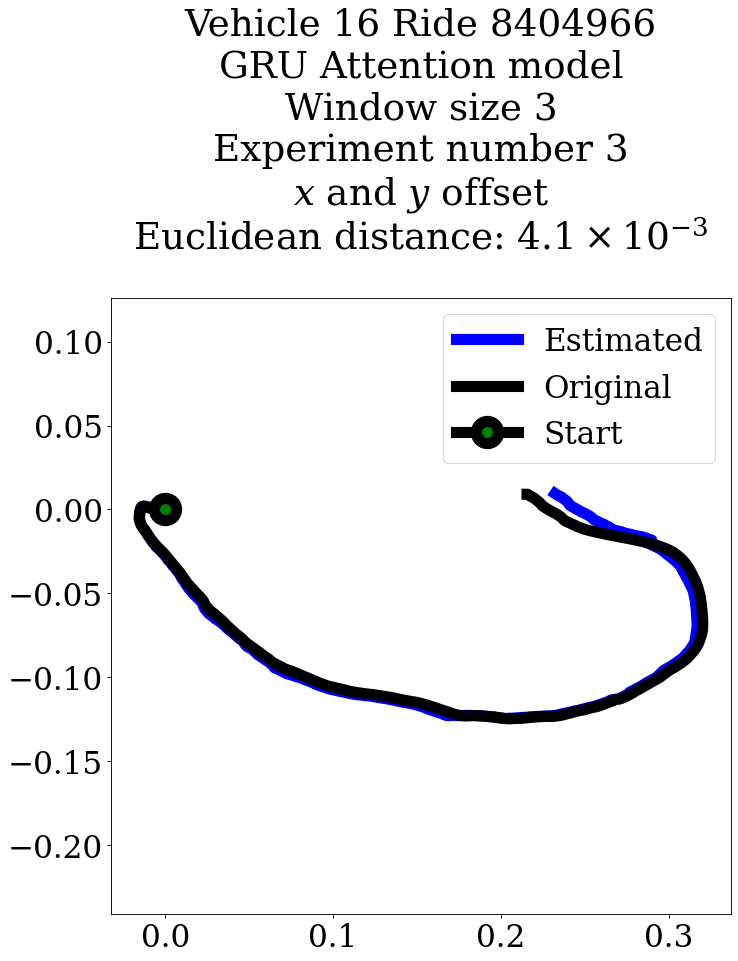 Vehicle 16 Ride 8404966
GRU Attention model
Window size 3
Experiment number 3
x and y offset
Euclidean distance: 4.1 × 10⁻³
Estimated
Original
Start
0.10
0.05
0.00
−0.05
−0.10
−0.15
−0.20
0.0 0.1 0.2 0.3